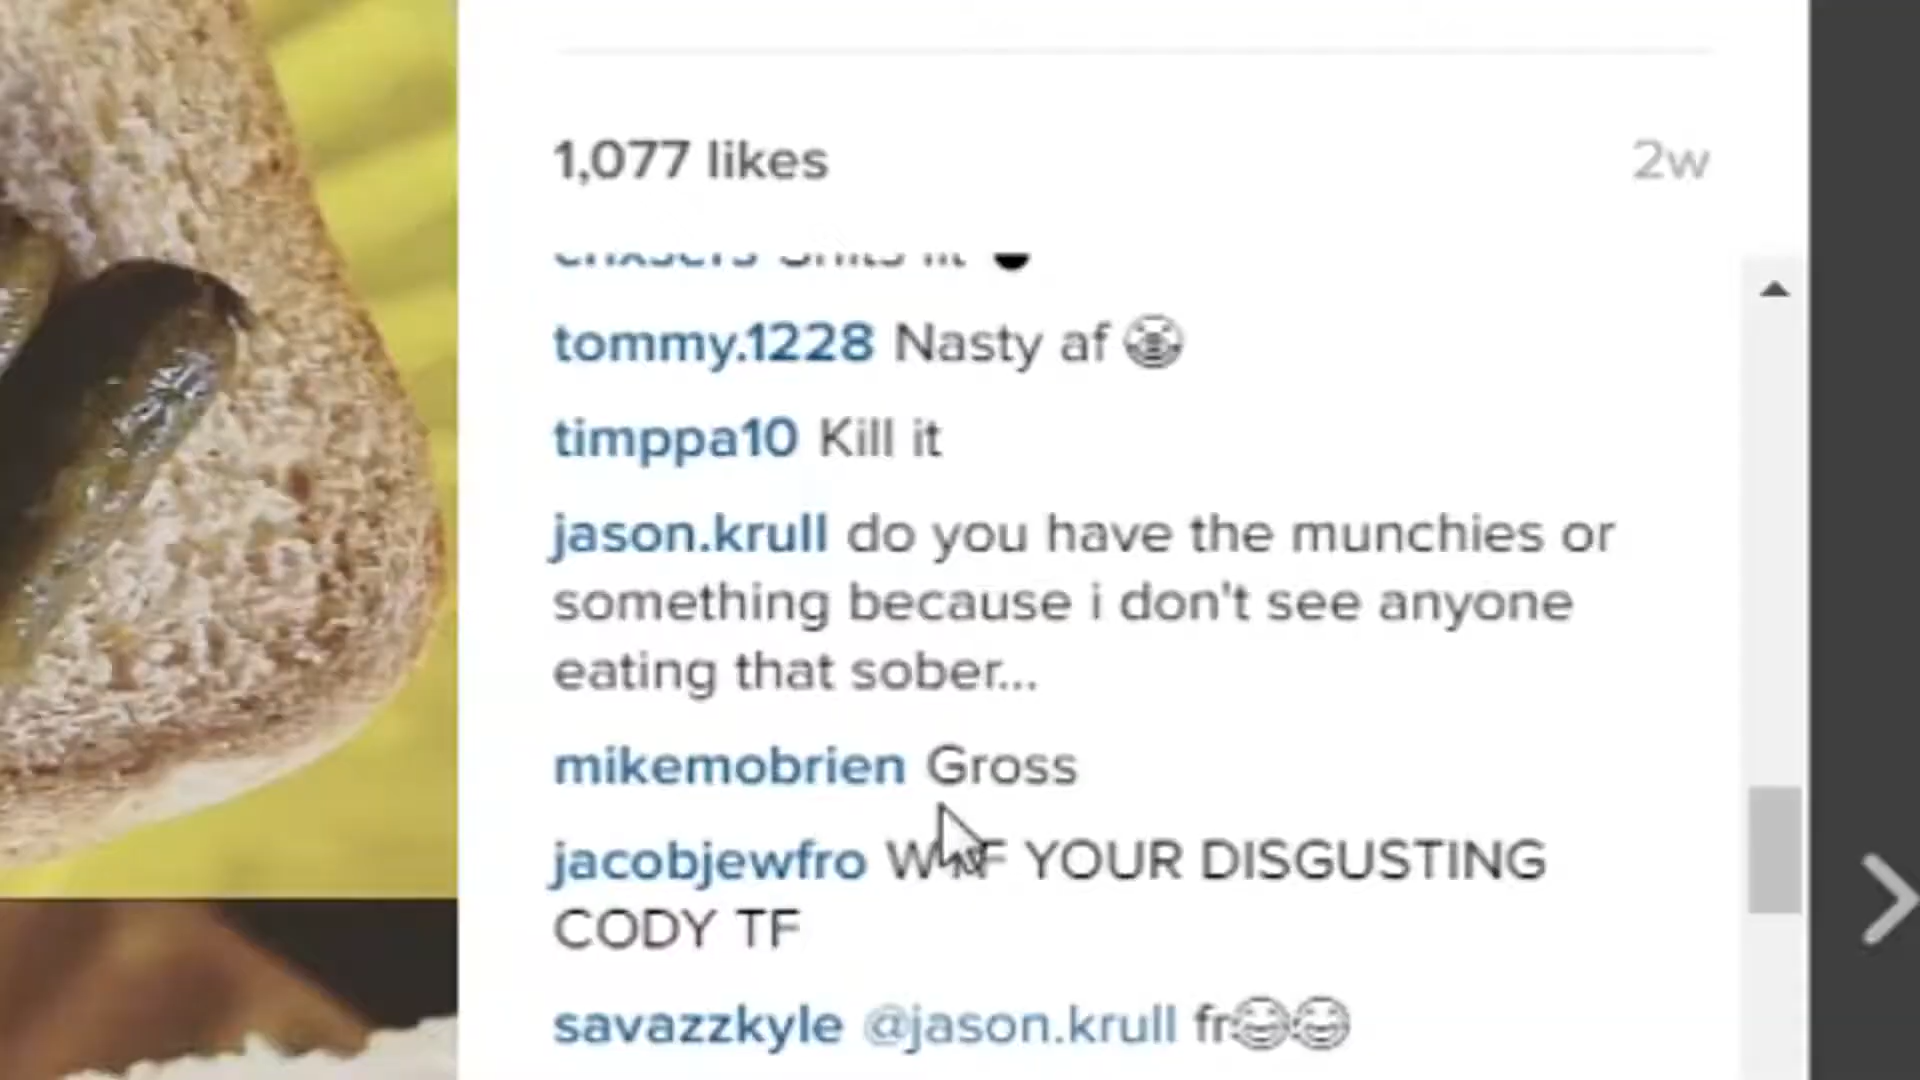 1,077 likes
2w
tommy.1228 Nasty af
timppa10 Kill it
jason.krull do you have the munchies or
something because i don't see anyone
eating that sober...
mikemobrien Gross
jacobjewfro YOUR DISGUSTING
CODY TF
savazzkyle @jason.krull fr😂😂